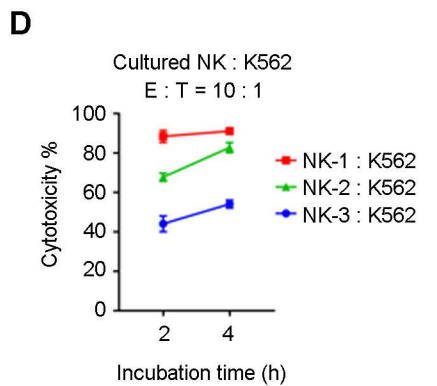 D
Cultured NK : K562
E : T = 10 : 1
Cytotoxicity %
100
80
60
40
20
0
2 4
Incubation time (h)
NK-1 : K562
NK-2 : K562
NK-3 : K562